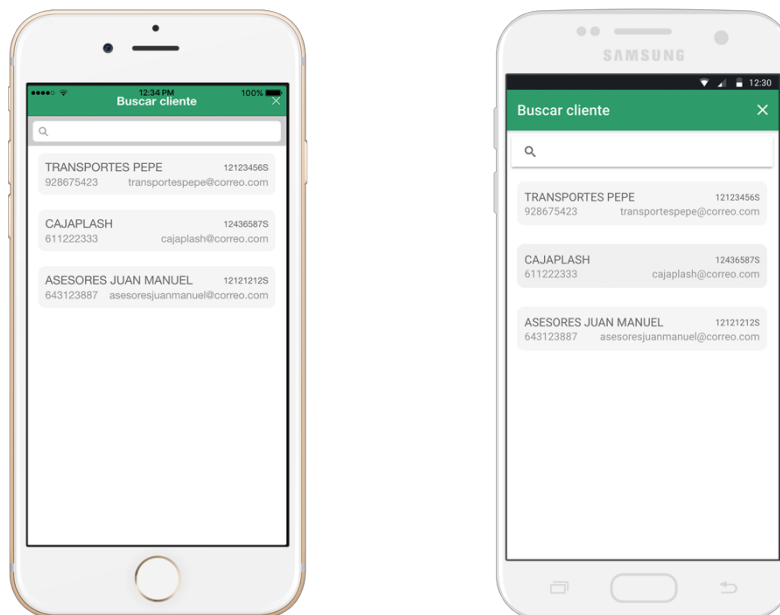 12:34 PM 100%
Buscar cliente
TRANSPORTES PEPE 12123456S
928675423 transportespepe@correo.com
CAJAPLASH 12436587S
611222333 cajaplash@correo.com
ASESORES JUAN MANUEL 12121212S
643123887 asesoresjuanmanuel@correo.com
SAMSUNG
12:30
Buscar cliente
TRANSPORTES PEPE 12123456S
928675423 transportespepe@correo.com
CAJAPLASH 12436587S
611222333 cajaplash@correo.com
ASESORES JUAN MANUEL 12121212S
643123887 asesoresjuanmanuel@correo.com